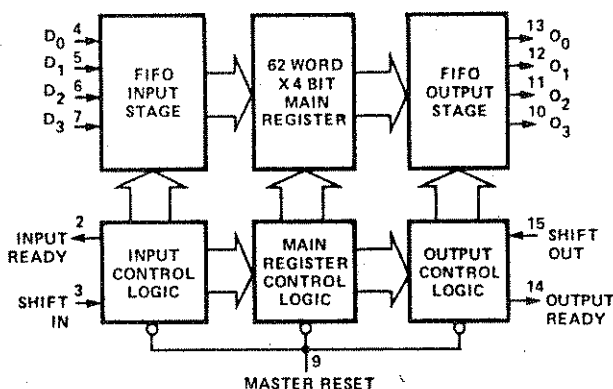 D0 4
D1 5
D2 6
D3 7
FIFO
INPUT
STAGE
62 WORD
X 4 BIT
MAIN
REGISTER
FIFO
OUTPUT
STAGE
13 O0
12 O1
11 O2
10 O3
2
INPUT
READY
3
SHIFT
IN
INPUT
CONTROL
LOGIC
MAIN
REGISTER
CONTROL
LOGIC
OUTPUT
CONTROL
LOGIC
15
SHIFT
OUT
14
OUTPUT
READY
9
MASTER RESET